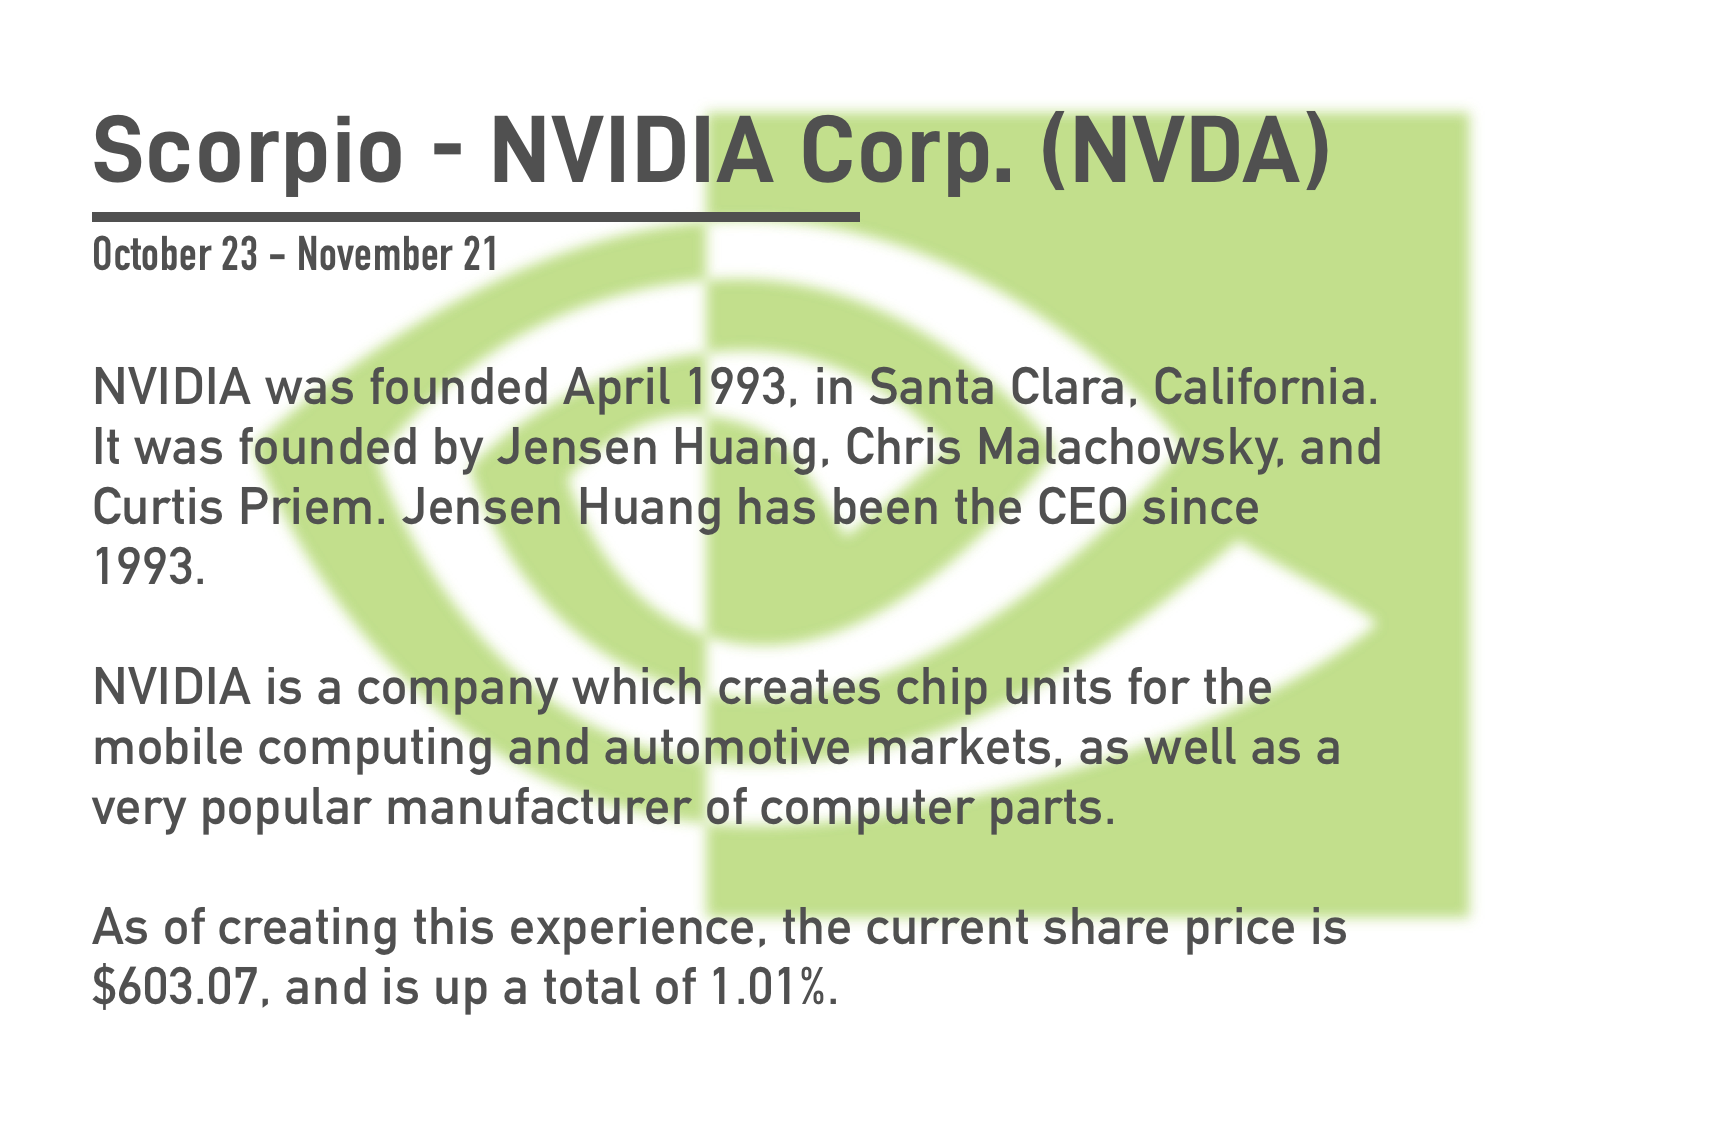 Scorpio - NVIDIA Corp. (NVDA)
October 23 – November 21
NVIDIA was founded April 1993, in Santa Clara, California.
It was founded by Jensen Huang, Chris Malachowsky, and
Curtis Priem. Jensen Huang has been the CEO since
1993.
NVIDIA is a company which creates chip units for the
mobile computing and automotive markets, as well as a
very popular manufacturer of computer parts.
As of creating this experience, the current share price is
$603.07, and is up a total of 1.01%.